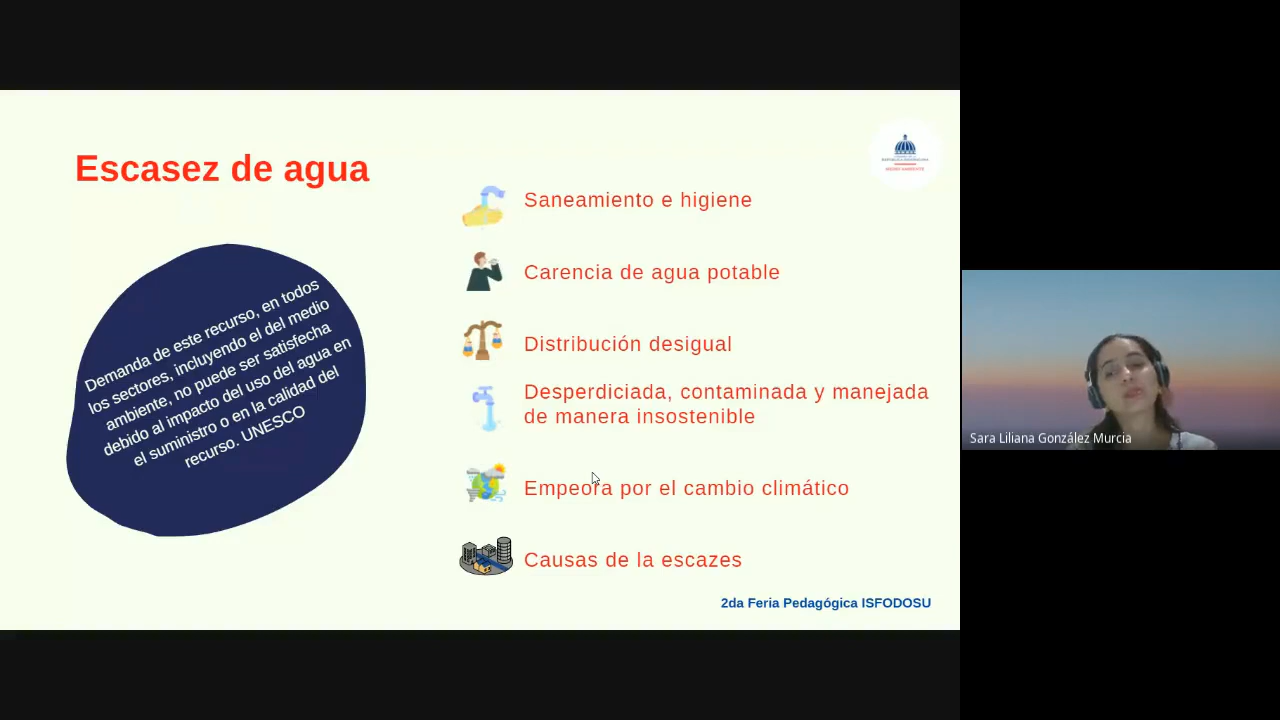 Escasez de agua
Demanda de este recurso, en todos
los sectores, incluyendo el del medio
ambiente, no puede ser satisfecha
debido al impacto del uso del agua en
el suministro o en la calidad del
recurso. UNESCO
Saneamiento e higiene
Carencia de agua potable
Distribución desigual
Desperdiciada, contaminada y manejada
de manera insostenible
Empeora por el cambio climático
Causas de la escazes
2da Feria Pedagógica ISFODOSU
Sara Liliana González Murcia